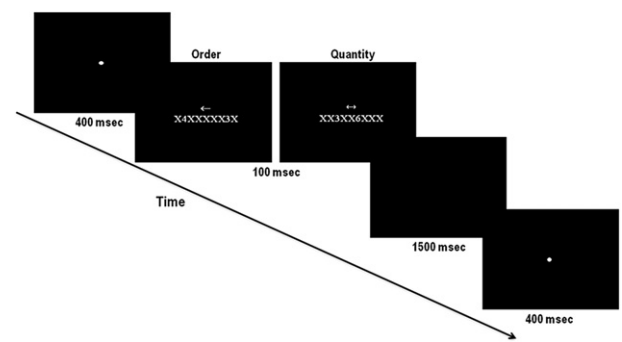 Order
Quantity
←
X4XXXXX3X
↔
XX3XX6XXX
400 msec
100 msec
Time
1500 msec
400 msec